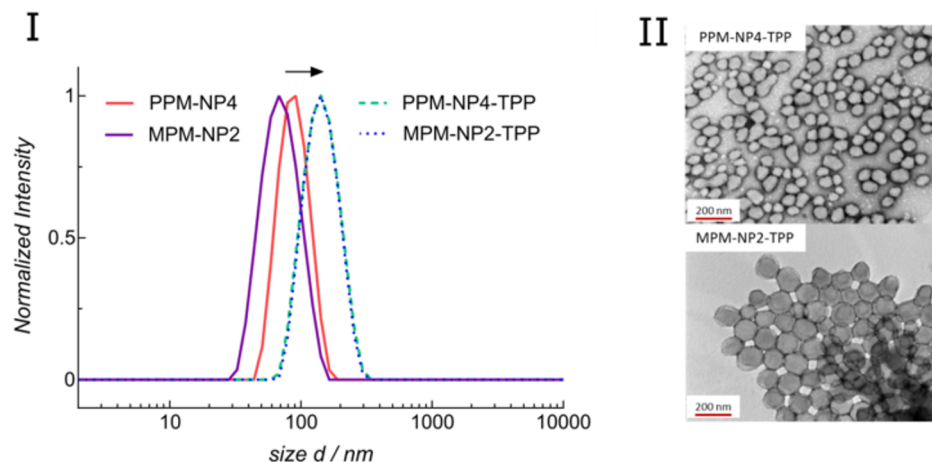 I
PPM-NP4
MPM-NP2
PPM-NP4-TPP
MPM-NP2-TPP
Normalized Intensity
1
0.5
0
10
100
1000
10000
size d / nm
II
PPM-NP4-TPP
200 nm
MPM-NP2-TPP
200 nm